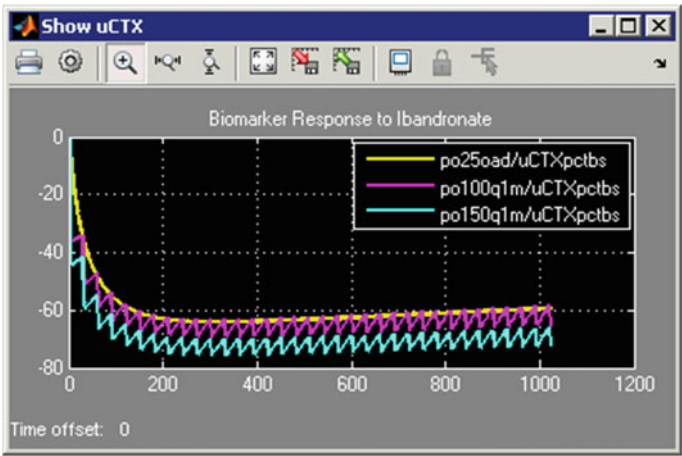 Show uCTX
Biomarker Response to Ibandronate
po25oad/uCTXpctbs
po100q1m/uCTXpctbs
po150q1m/uCTXpctbs
0
-20
-40
-60
-80
0 200 400 600 800 1000 1200
Time offset: 0